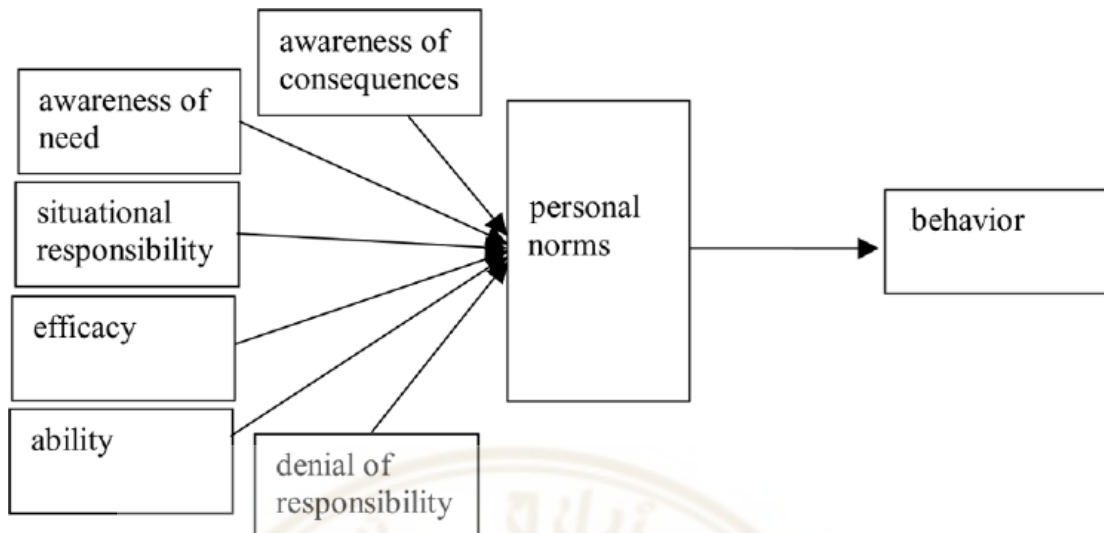 awareness of
consequences
awareness of
need
situational
responsibility
efficacy
ability
denial of
responsibility
personal
norms
behavior